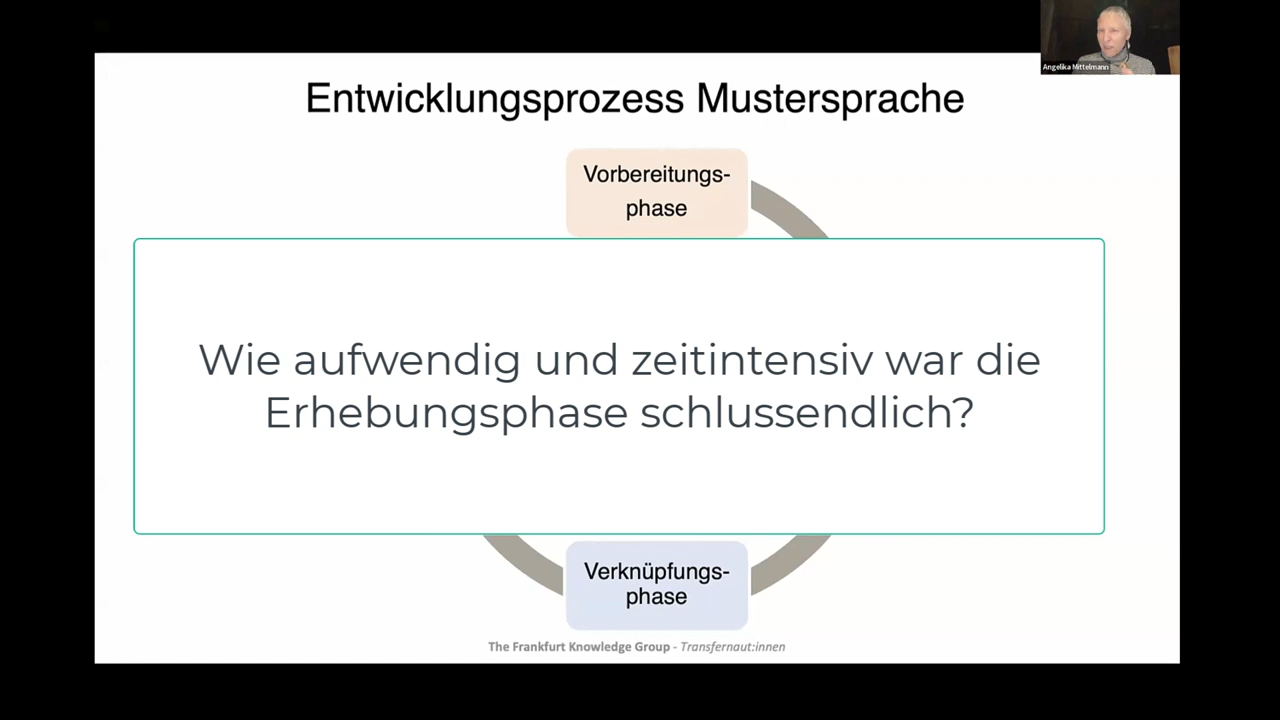 Angelika Mittelmann
Entwicklungsprozess Mustersprache
Vorbereitungs-
phase
Wie aufwendig und zeitintensiv war die
Erhebungsphase schlussendlich?
Verknüpfungs-
phase
The Frankfurt Knowledge Group - Transfernaut:innen